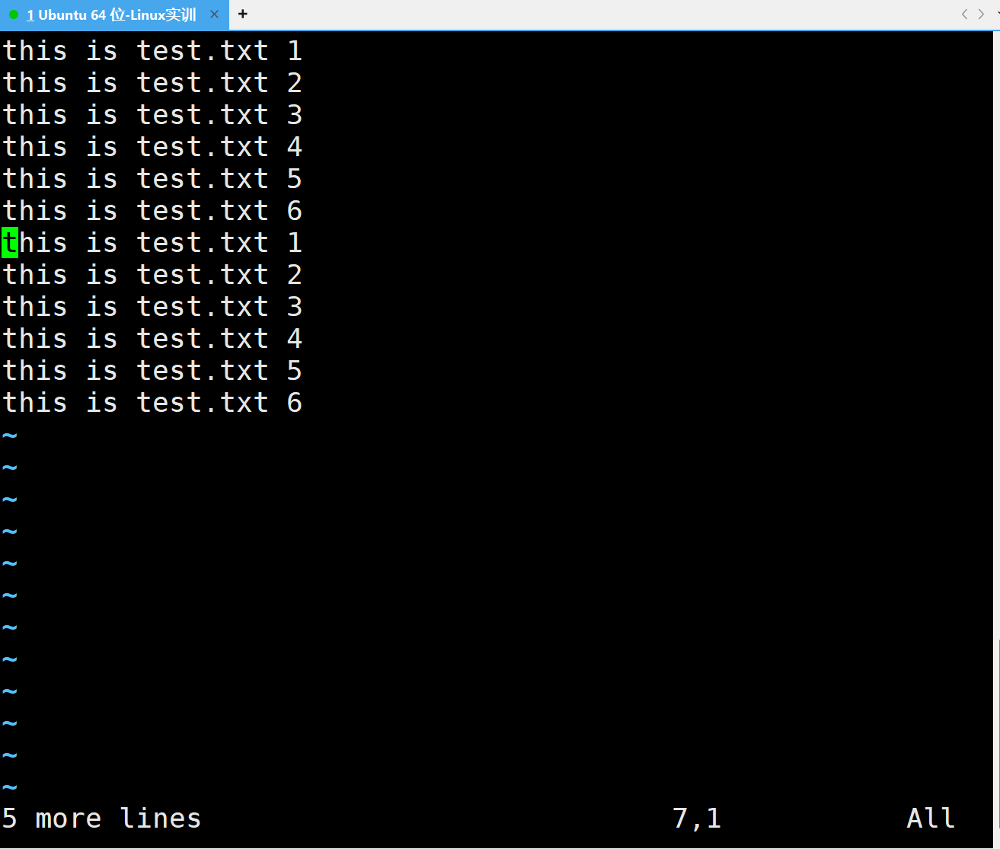 1 Ubuntu 64 位-Linux实训 × +
this is test.txt 1
this is test.txt 2
this is test.txt 3
this is test.txt 4
this is test.txt 5
this is test.txt 6
this is test.txt 1
this is test.txt 2
this is test.txt 3
this is test.txt 4
this is test.txt 5
this is test.txt 6
~
~
~
~
~
~
~
~
~
~
~
~
5 more lines 7,1 All